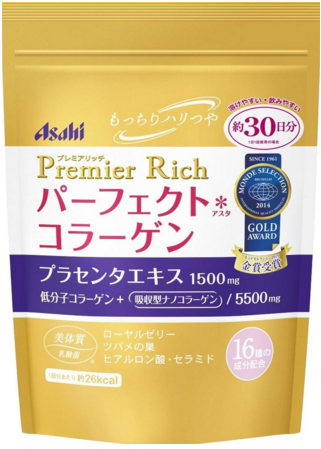 もっちりハリつや
溶けやすい・飲みやすい
約30日分
Asahi
プレミアリッチ
Premier Rich
パーフェクト*
アスタ
コラーゲン
SINCE 1961
MONDE SELECTION
2014
GOLD
AWARD
金賞受賞
プラセンタエキス 1500mg
低分子コラーゲン + 吸収型ナノコラーゲン / 5500mg
美体質
乳酸菌
ローヤルゼリー
ツバメの巣
ヒアルロン酸・セラミド
16種の
成分配合
1回分あたり 約26kcal